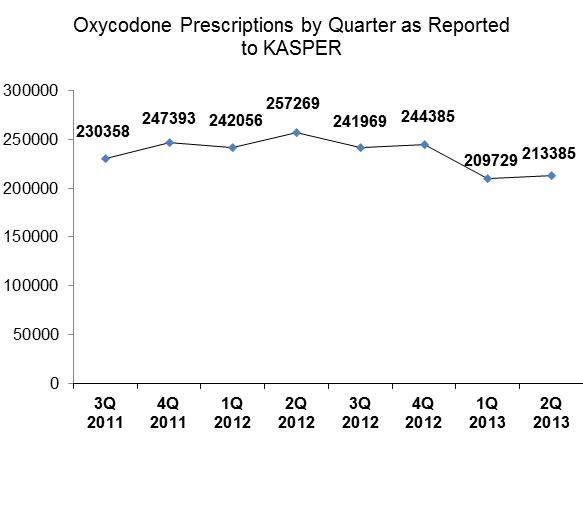 Oxycodone Prescriptions by Quarter as Reported
to KASPER
300000
250000
200000
150000
100000
50000
0
230358
247393
242056
257269
241969
244385
209729
213385
3Q
2011
4Q
2011
1Q
2012
2Q
2012
3Q
2012
4Q
2012
1Q
2013
2Q
2013